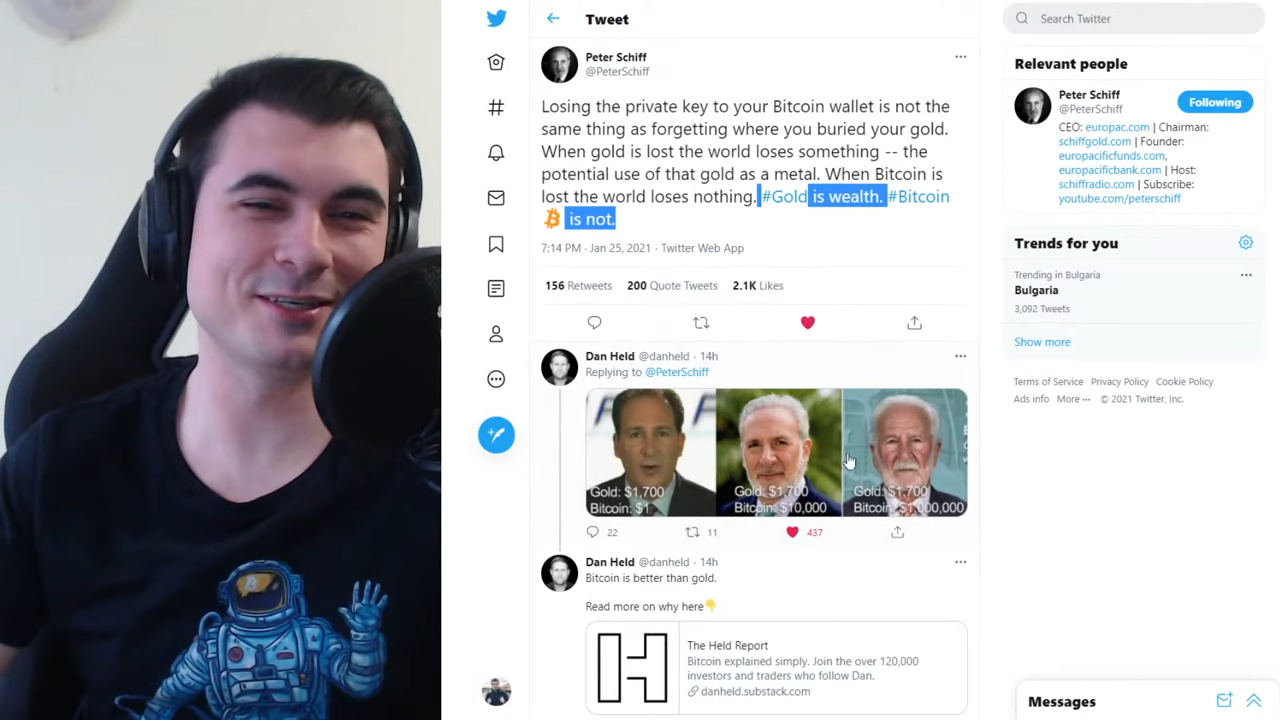 Tweet
Search Twitter
Peter Schiff
@PeterSchiff
Losing the private key to your Bitcoin wallet is not the
same thing as forgetting where you buried your gold.
When gold is lost the world loses something -- the
potential use of that gold as a metal. When Bitcoin is
lost the world loses nothing. #Gold is wealth. #Bitcoin
is not.
7:14 PM · Jan 25, 2021 · Twitter Web App
156 Retweets 200 Quote Tweets 2.1K Likes
Dan Held @danheld · 14h
Replying to @PeterSchiff
Gold: $1,700
Bitcoin: $1
Gold: $1,700
Bitcoin: $10,000
Gold: $1,700
Bitcoin: $1,000,000
22 11 437
Dan Held @danheld · 14h
Bitcoin is better than gold.
Read more on why here👇
The Held Report
Bitcoin explained simply. Join the over 120,000
investors and traders who follow Dan.
danheld.substack.com
Relevant people
Peter Schiff
@PeterSchiff
Following
CEO: europac.com | Chairman:
schiffgold.com | Founder:
europacificfunds.com,
europacificbank.com | Host:
schiffradio.com | Subscribe:
youtube.com/peterschiff
Trends for you
Trending in Bulgaria
Bulgaria
3,092 Tweets
Show more
Terms of Service Privacy Policy Cookie Policy
Ads info More ··· © 2021 Twitter, Inc.
Messages